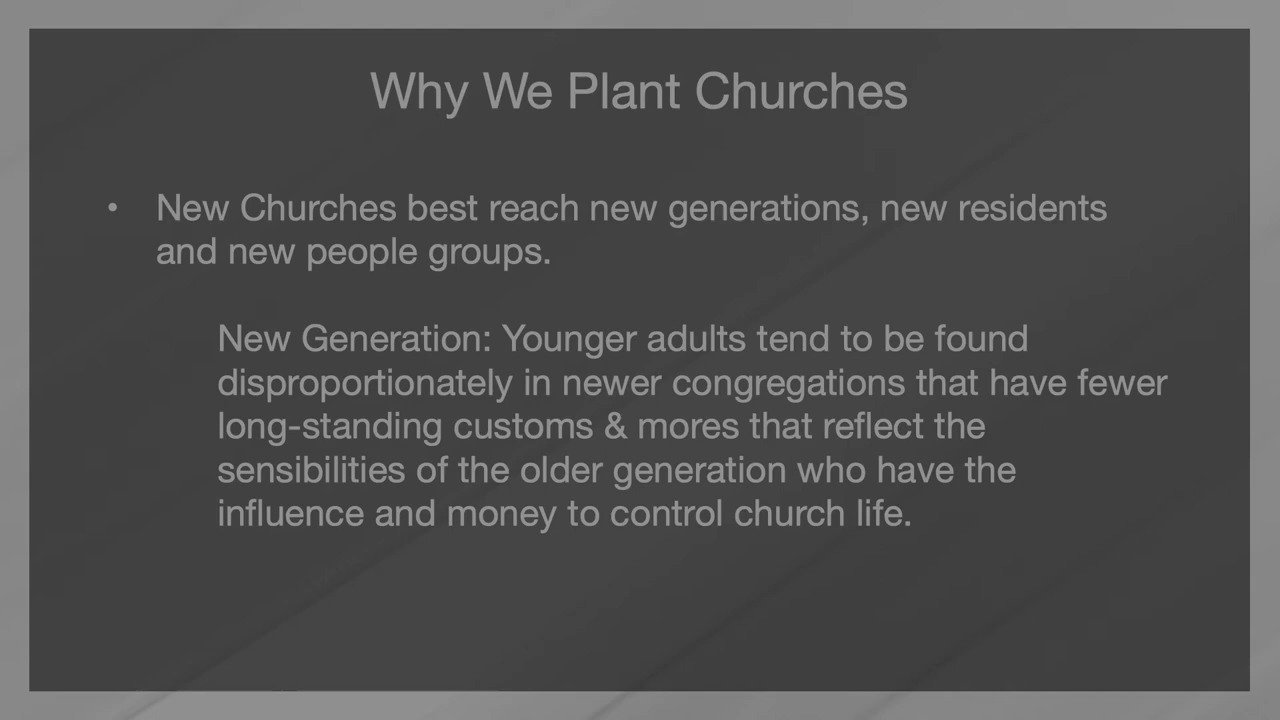 Why We Plant Churches
• New Churches best reach new generations, new residents
and new people groups.
New Generation: Younger adults tend to be found
disproportionately in newer congregations that have fewer
long-standing customs & mores that reflect the
sensibilities of the older generation who have the
influence and money to control church life.